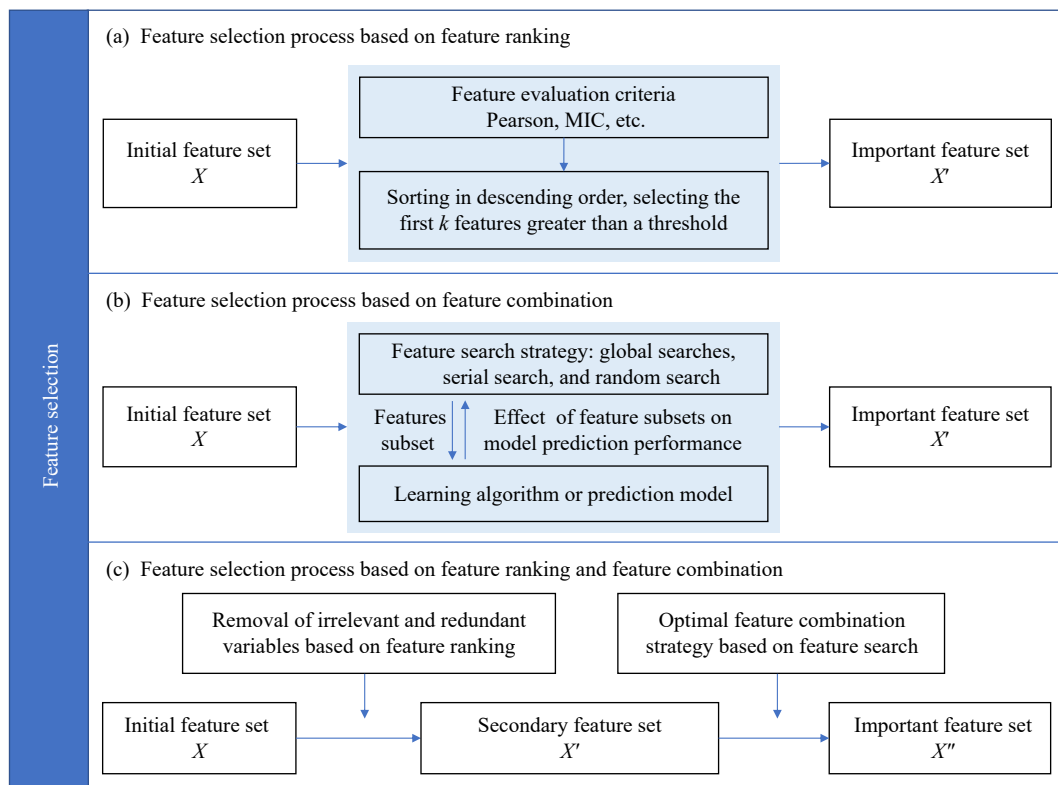 Feature selection
(a) Feature selection process based on feature ranking
Initial feature set
X
Feature evaluation criteria
Pearson, MIC, etc.
Sorting in descending order, selecting the
first k features greater than a threshold
Important feature set
X′
(b) Feature selection process based on feature combination
Initial feature set
X
Feature search strategy: global searches,
serial search, and random search
Features
subset
Effect of feature subsets on
model prediction performance
Learning algorithm or prediction model
Important feature set
X′
(c) Feature selection process based on feature ranking and feature combination
Removal of irrelevant and redundant
variables based on feature ranking
Optimal feature combination
strategy based on feature search
Initial feature set
X
Secondary feature set
X′
Important feature set
X″